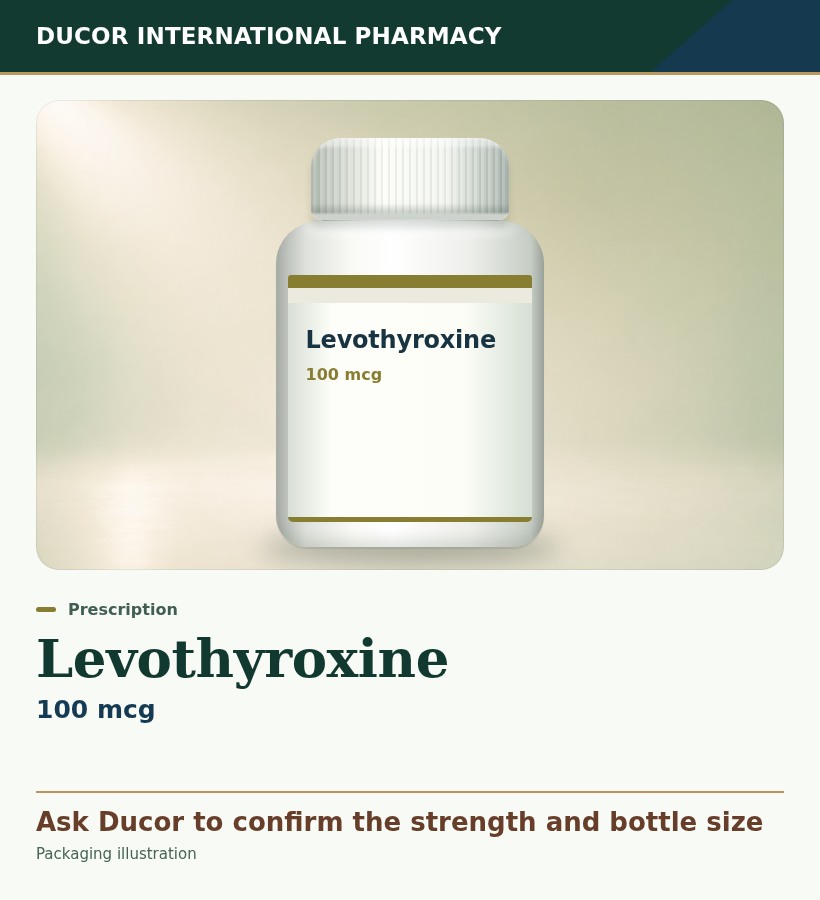 DUCOR INTERNATIONAL PHARMACY
Levothyroxine
100 mcg
Prescription
Levothyroxine
100 mcg
Ask Ducor to confirm the strength and bottle size
Packaging illustration